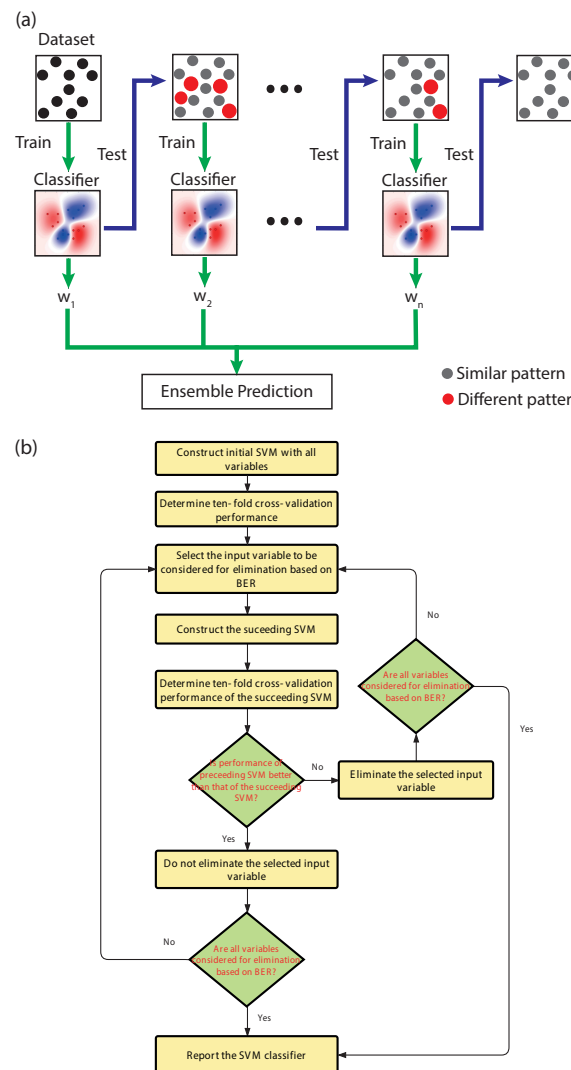 (a)
Dataset
Train
Test
Train
Test
Train
Test
Classifier
Classifier
Classifier
w1
w2
wn
Ensemble Prediction
Similar pattern
Different patter
(b)
Construct initial SVM with all
variables
Determine ten- fold cross- validation
performance
Select the input variable to be
considered for elimination based on
BER
Construct the suceeding SVM
Determine ten-fold cross- validation
performance of the succeeding SVM
Is performance of
preceeding SVM better
than that of the succeeding
SVM?
No
Eliminate the selected input
variable
Are all variables
considered for elimination
based on BER?
No
Yes
Yes
Do not eliminate the selected input
variable
Are all variables
considered for elimination
based on BER?
No
Yes
Report the SVM classifier